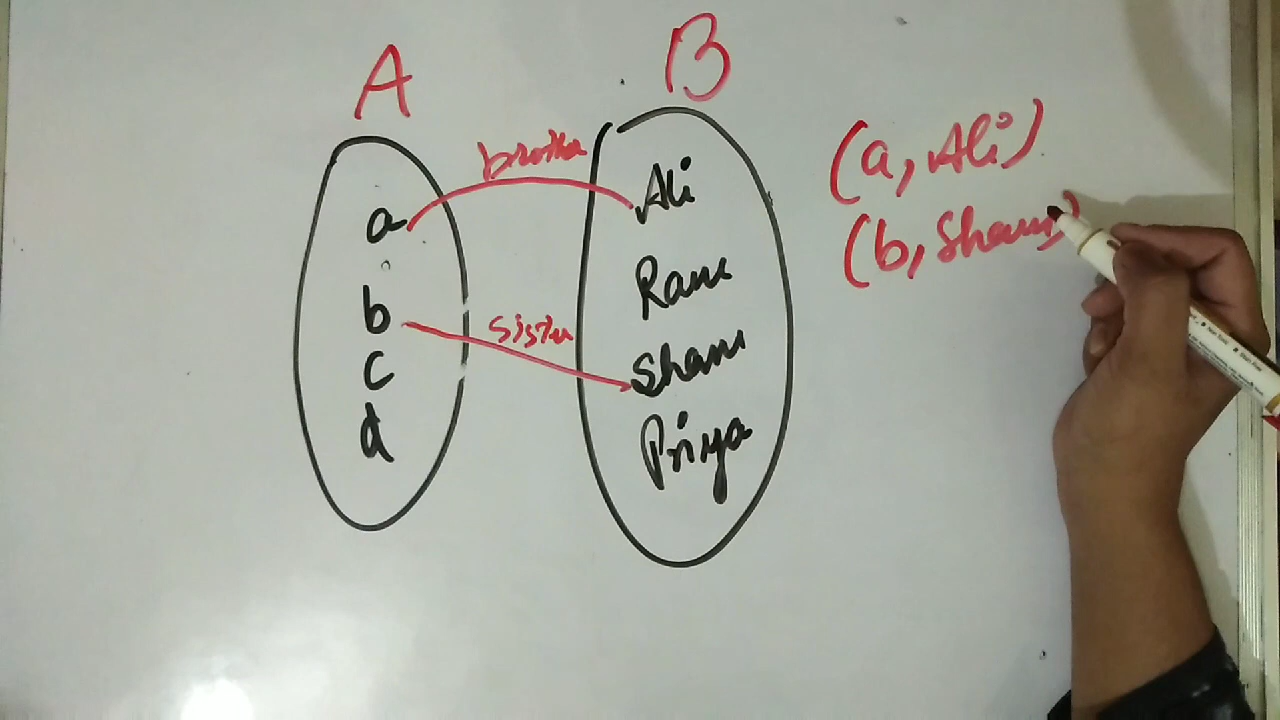 A
B
brother
a
Ali
b
sister
Ram
c
Sham
d
Priya
(a, Ali)
(b, Sham)